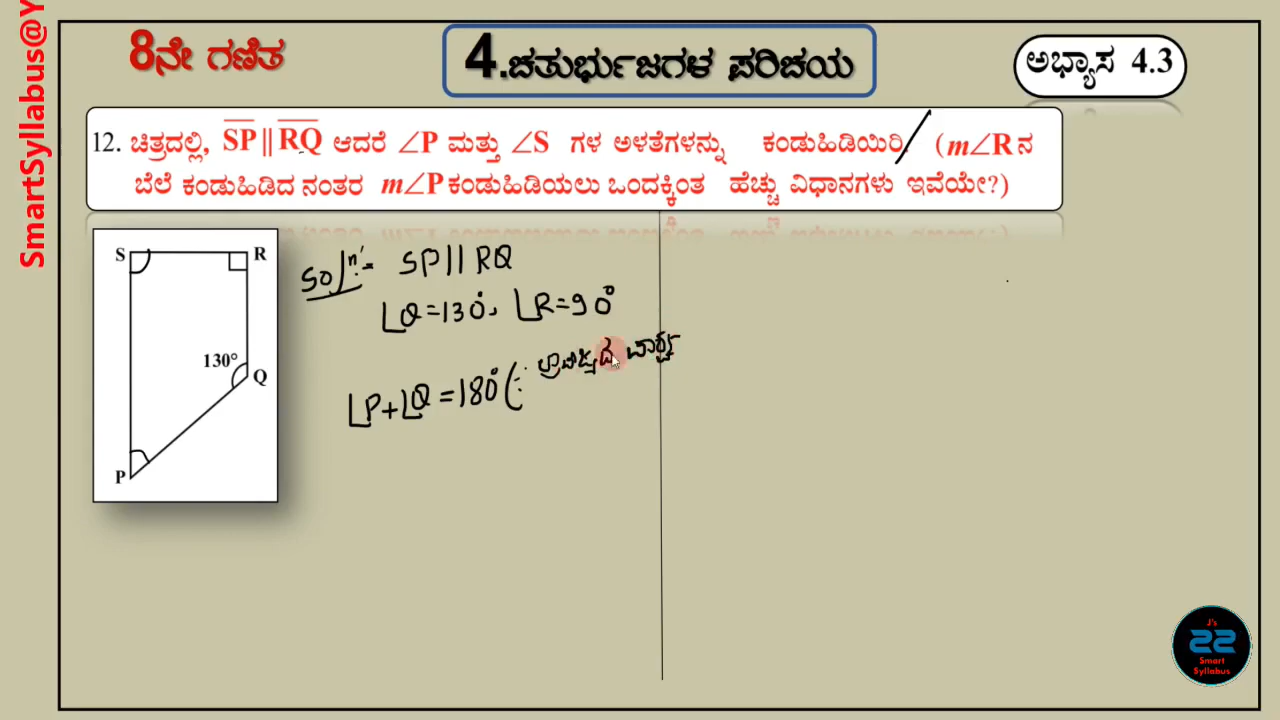 SmartSyllabus@Y
8ನೇ ಗಣಿತ
4.ಚತುರ್ಭುಜಗಳ ಪರಿಚಯ
ಅಭ್ಯಾಸ 4.3
12. ಚಿತ್ರದಲ್ಲಿ, SP || RQ ಆದರೆ ∠P ಮತ್ತು ∠S ಗಳ ಅಳತೆಗಳನ್ನು ಕಂಡುಹಿಡಿಯಿರಿ ( m∠R ನ
ಬೆಲೆ ಕಂಡುಹಿಡಿದ ನಂತರ m∠P ಕಂಡುಹಿಡಿಯಲು ಒಂದಕ್ಕಿಂತ ಹೆಚ್ಚು ವಿಧಾನಗಳು ಇವೆಯೇ?)
S R
130° Q
P
Soln:- SP || RQ
∠Q=130°, ∠R=90°
∠P+∠Q=180° (∵
J's
22
Smart
Syllabus